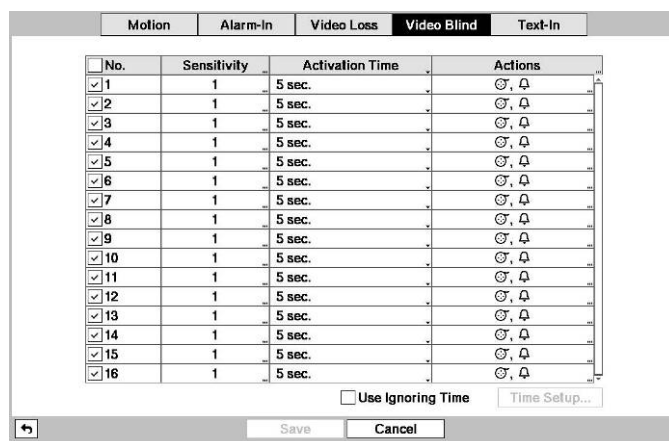 Motion Alarm-In Video Loss Video Blind Text-In
No. Sensitivity Activation Time Actions
1 1 5 sec.
2 1 5 sec.
3 1 5 sec.
4 1 5 sec.
5 1 5 sec.
6 1 5 sec.
7 1 5 sec.
8 1 5 sec.
9 1 5 sec.
10 1 5 sec.
11 1 5 sec.
12 1 5 sec.
13 1 5 sec.
14 1 5 sec.
15 1 5 sec.
16 1 5 sec.
Use Ignoring Time Time Setup...
Save Cancel